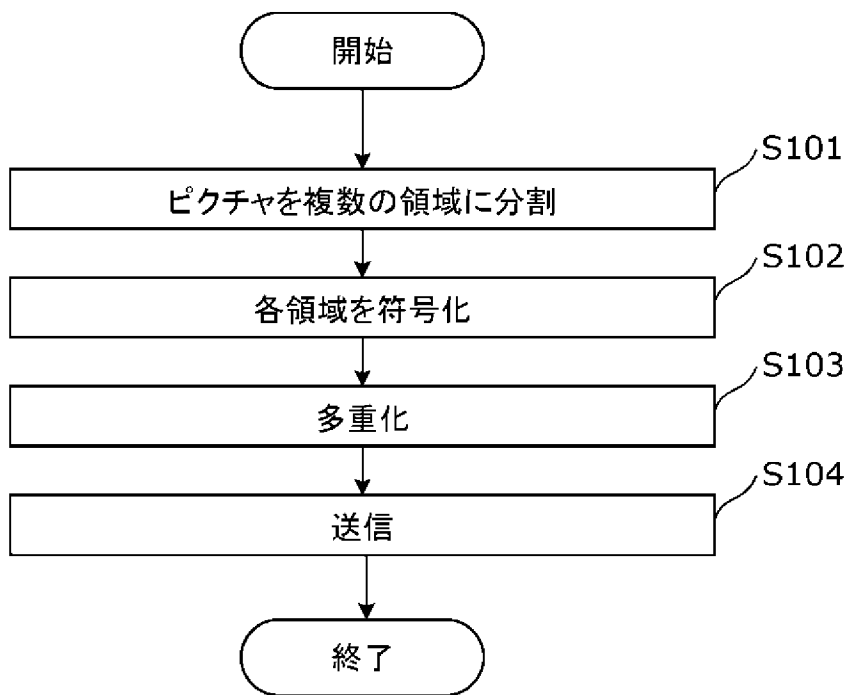 開始
S101
ピクチャを複数の領域に分割
S102
各領域を符号化
S103
多重化
S104
送信
終了